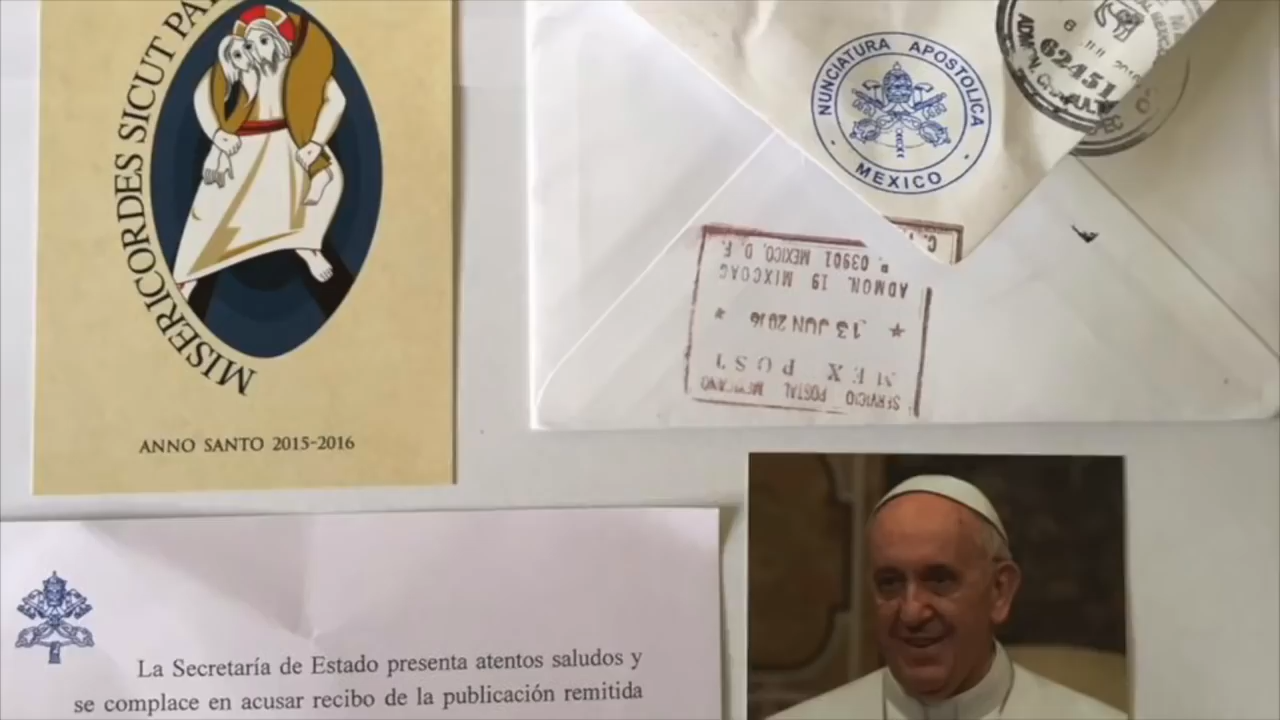 MISERICORDES SICUT PA
ANNO SANTO 2015-2016
NUNCIATURA APOSTOLICA
· MEXICO ·
62451
SERVICIO POSTAL MEXICANO
MEX POST
★ 13 JUN 2016 ★
ADMON. 19 MIXCOAC
03901 MEXICO, D. F.
La Secretaría de Estado presenta atentos saludos y
se complace en acusar recibo de la publicación remitida